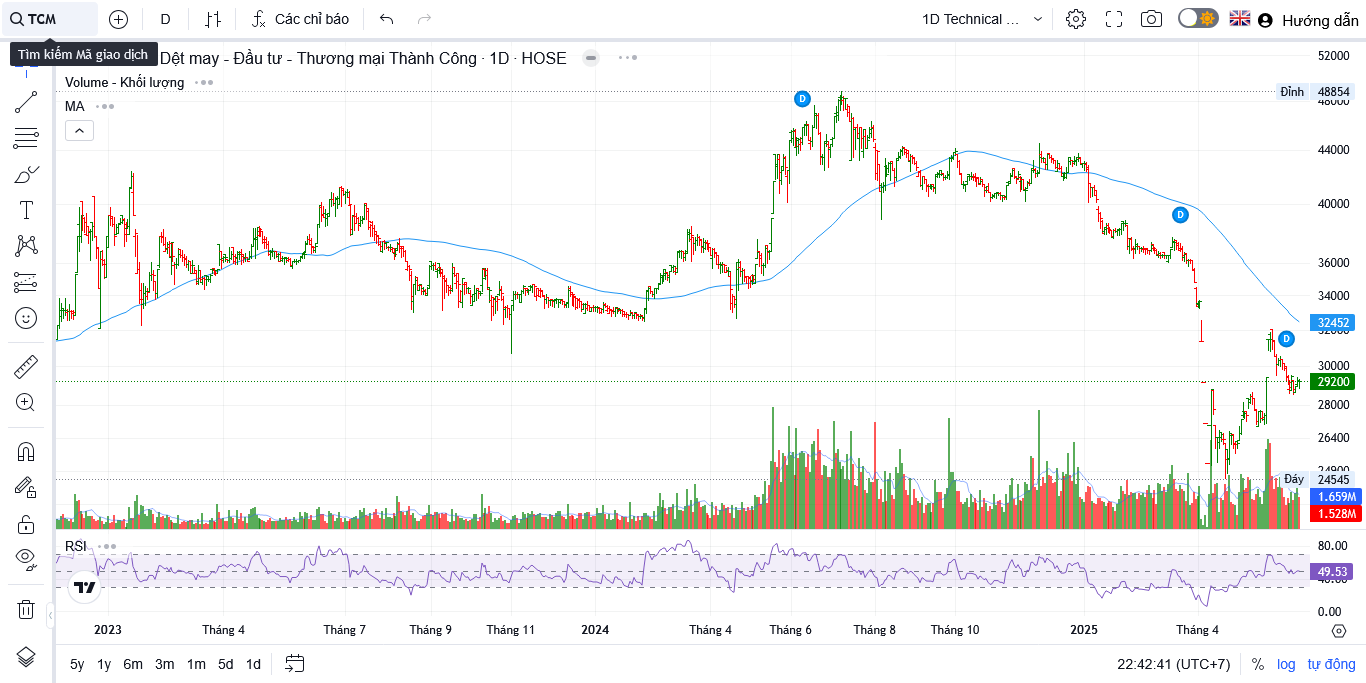 TCM
D
Các chỉ báo
1D Technical ...
Hướng dẫn
Tìm kiếm Mã giao dịch
Dệt may - Đầu tư - Thương mại Thành Công · 1D · HOSE
Volume - Khối lượng
MA
D
D
D
52000
Đỉnh 48854
48000
44000
40000
36000
34000
32452
32000
30000
29200
28000
26400
24900
Đáy 24545
1.659M
1.528M
RSI
80.00
49.53
40.00
0.00
2023 Tháng 4 Tháng 7 Tháng 9 Tháng 11 2024 Tháng 4 Tháng 6 Tháng 8 Tháng 10 2025 Tháng 4
5y 1y 6m 3m 1m 5d 1d
22:42:41 (UTC+7) % log tự động